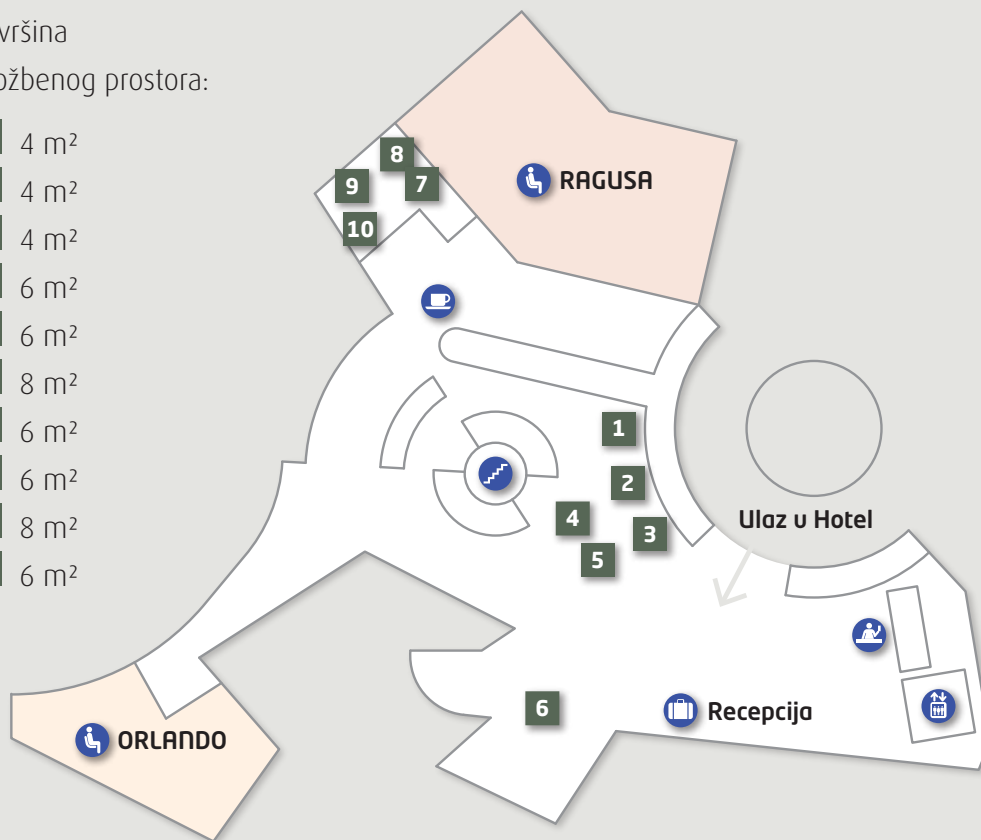 vršina
ožbenog prostora:
4 m²
4 m²
4 m²
6 m²
6 m²
8 m²
6 m²
6 m²
8 m²
6 m²
8
9
7
10
RAGUSA
1
2
4
3
5
Ulaz u Hotel
6
Recepcija
ORLANDO